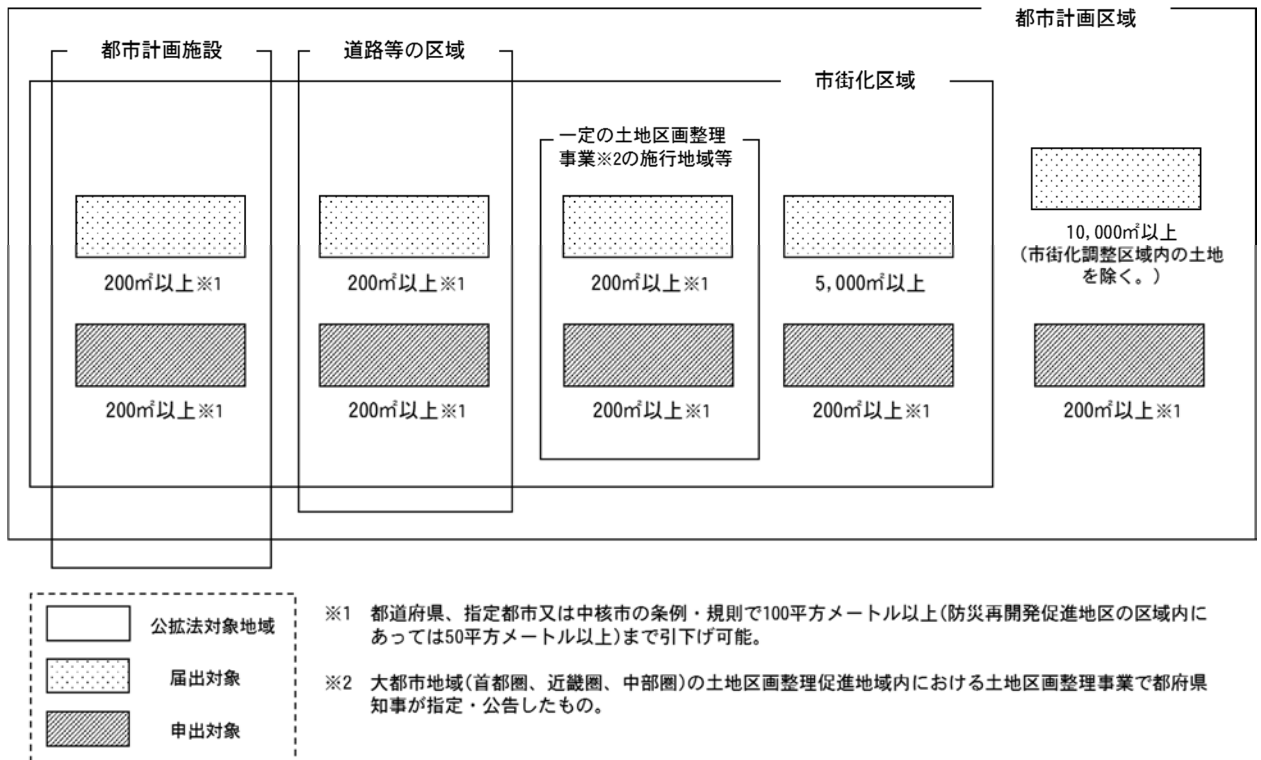 都市計画区域
都市計画施設
道路等の区域
市街化区域
一定の土地区画整理
事業※2の施行地域等
200㎡以上※1
200㎡以上※1
200㎡以上※1
5,000㎡以上
10,000㎡以上
(市街化調整区域内の土地
を除く。)
200㎡以上※1
200㎡以上※1
200㎡以上※1
200㎡以上※1
200㎡以上※1
公拡法対象地域
届出対象
申出対象
※1 都道府県、指定都市又は中核市の条例・規則で100平方メートル以上(防災再開発促進地区の区域内に
あっては50平方メートル以上)まで引下げ可能。
※2 大都市地域(首都圏、近畿圏、中部圏)の土地区画整理促進地域内における土地区画整理事業で都府県
知事が指定・公告したもの。